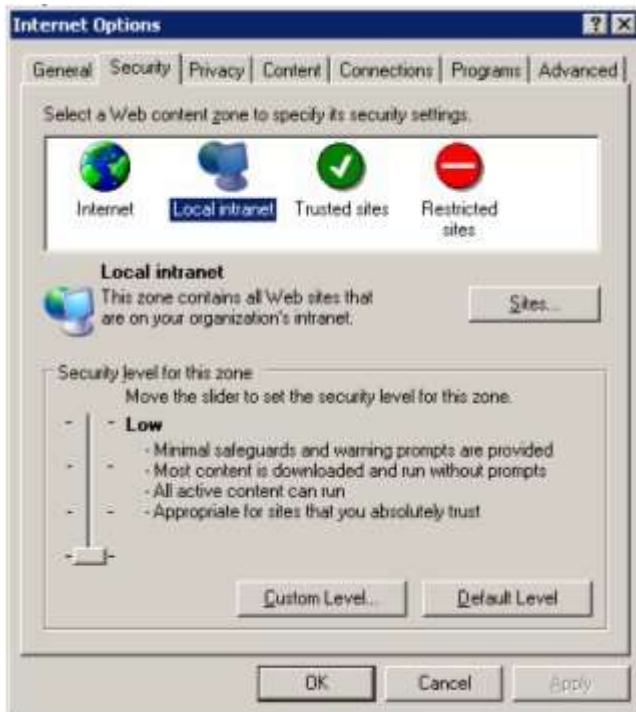 Internet Options
General Security Privacy Content Connections Programs Advanced
Select a Web content zone to specify its security settings.
Internet Local intranet Trusted sites Restricted
sites
Local intranet
This zone contains all Web sites that
are on your organization's intranet.
Sites...
Security level for this zone
Move the slider to set the security level for this zone.
Low
- Minimal safeguards and warning prompts are provided
- Most content is downloaded and run without prompts
- All active content can run
- Appropriate for sites that you absolutely trust
Custom Level... Default Level
OK Cancel Apply